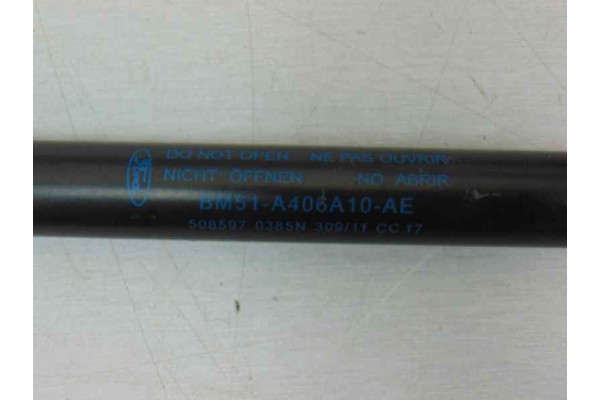 DO NOT OPEN NE PAS OUVRIR
NICHT ÖFFNEN NO ABRIR
BM51-A406A10-AE
508597 0385N 309/11 CC 17